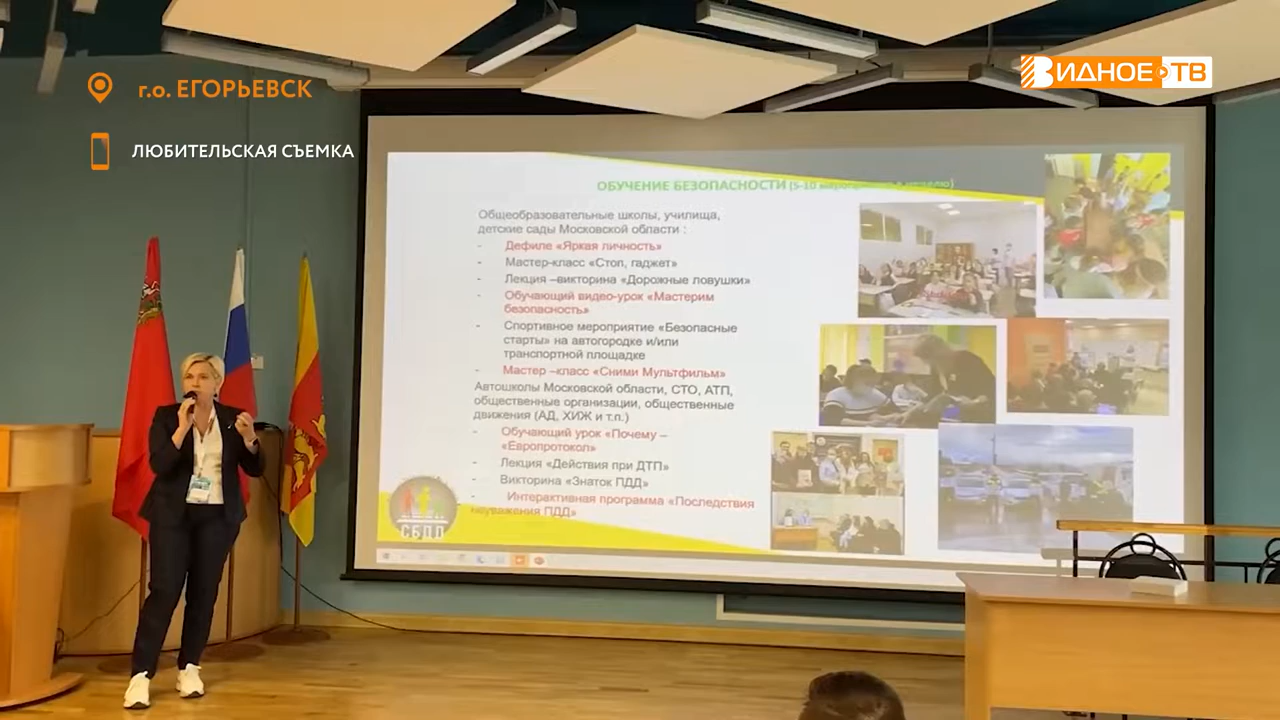 г.о. ЕГОРЬЕВСК
ЛЮБИТЕЛЬСКАЯ СЪЕМКА
ВИДНОЕ ТВ
ОБУЧЕНИЕ БЕЗОПАСНОСТИ (5-10
Общеобразовательные школы, училища,
детские сады Московской области :
- Дефиле «Яркая личность»
- Мастер-класс «Стоп, гаджет»
- Лекция –викторина «Дорожные ловушки»
- Обучающий видео-урок «Мастерим
безопасность»
- Спортивное мероприятие «Безопасные
старты» на автогородке и/или
транспортной площадке
- Мастер –класс «Сними Мультфильм»
Автошколы Московской области, СТО, АТП,
общественные организации, общественные
движения (АД, ХИЖ и т.п.)
- Обучающий урок «Почему –
«Европротокол»
- Лекция «Действия при ДТП»
- Викторина «Знаток ПДД»
- Интерактивная программа «Последствия
неуважения ПДД»
СБДД